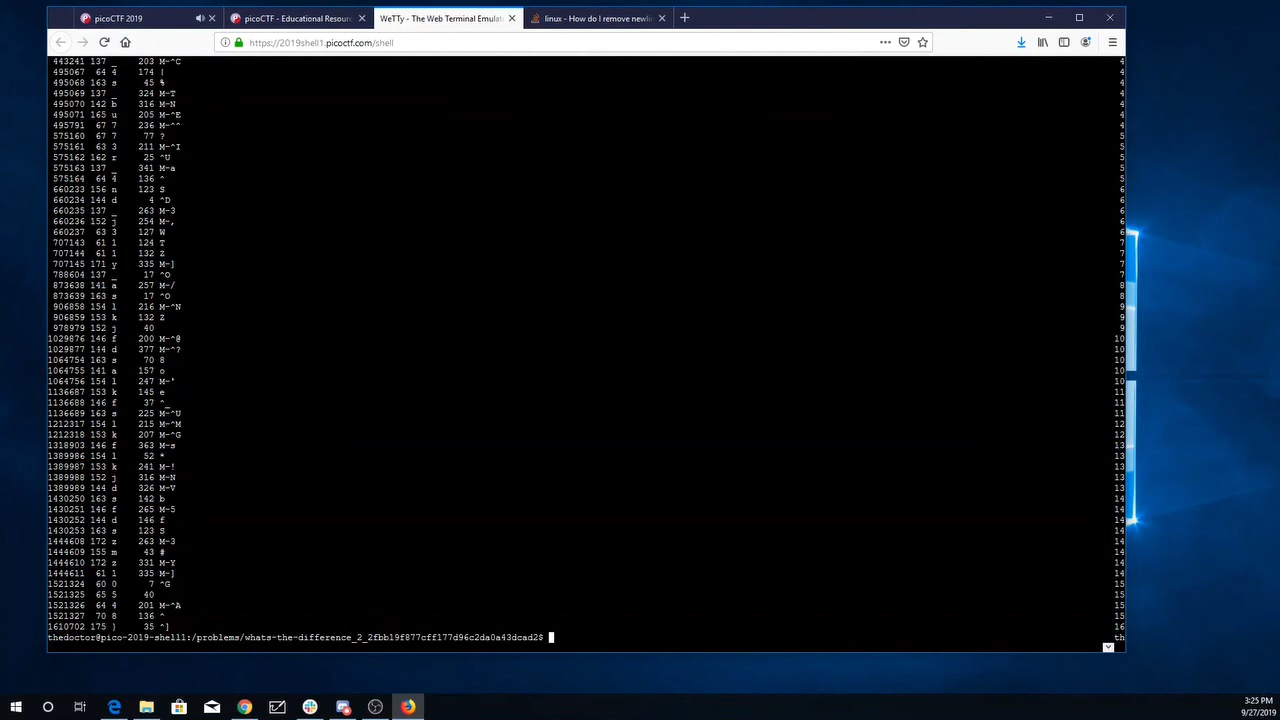 picoCTF 2019
picoCTF - Educational Resour
WeTTy - The Web Terminal Emulat
linux - How do I remove newline
https://2019shell1.picoctf.com/shell
443241 137 _ 203 M-^C
495067 64 4 174 |
495068 163 s 45 %
495069 137 _ 324 M-T
495070 142 b 316 M-N
495071 165 u 205 M-^E
495791 67 7 236 M-^^
575160 67 7 77 ?
575161 63 3 211 M-^I
575162 162 r 25 ^U
575163 137 _ 341 M-a
575164 64 4 136 ^
660233 156 n 123 S
660234 144 d 4 ^D
660235 137 _ 263 M-3
660236 152 j 254 M-,
660237 63 3 127 W
707143 61 1 124 T
707144 61 1 132 Z
707145 171 y 335 M-]
788604 137 _ 17 ^O
873638 141 a 257 M-/
873639 163 s 17 ^O
906858 154 l 216 M-^N
906859 153 k 132 Z
978979 152 j 40
1029876 146 f 200 M-^@
1029877 144 d 377 M-^?
1064754 163 s 70 8
1064755 141 a 157 o
1064756 154 l 247 M-'
1136687 153 k 145 e
1136688 146 f 37 ^_
1136689 163 s 225 M-^U
1212317 154 l 215 M-^M
1212318 153 k 207 M-^G
1318903 146 f 363 M-s
1389986 154 l 52 *
1389987 153 k 241 M-!
1389988 152 j 316 M-N
1389989 144 d 326 M-V
1430250 163 s 142 b
1430251 146 f 265 M-5
1430252 144 d 146 f
1430253 163 s 123 S
1444608 172 z 263 M-3
1444609 155 m 43 #
1444610 172 z 331 M-Y
1444611 61 1 335 M-]
1521324 60 0 7 ^G
1521325 65 5 40
1521326 64 4 201 M-^A
1521327 70 8 136 ^
1610702 175 } 35 ^]
thedoctor@pico-2019-shell1:/problems/whats-the-difference_2_2fbb19f877cff177d96c2da0a43dcad2$
3:25 PM
9/27/2019